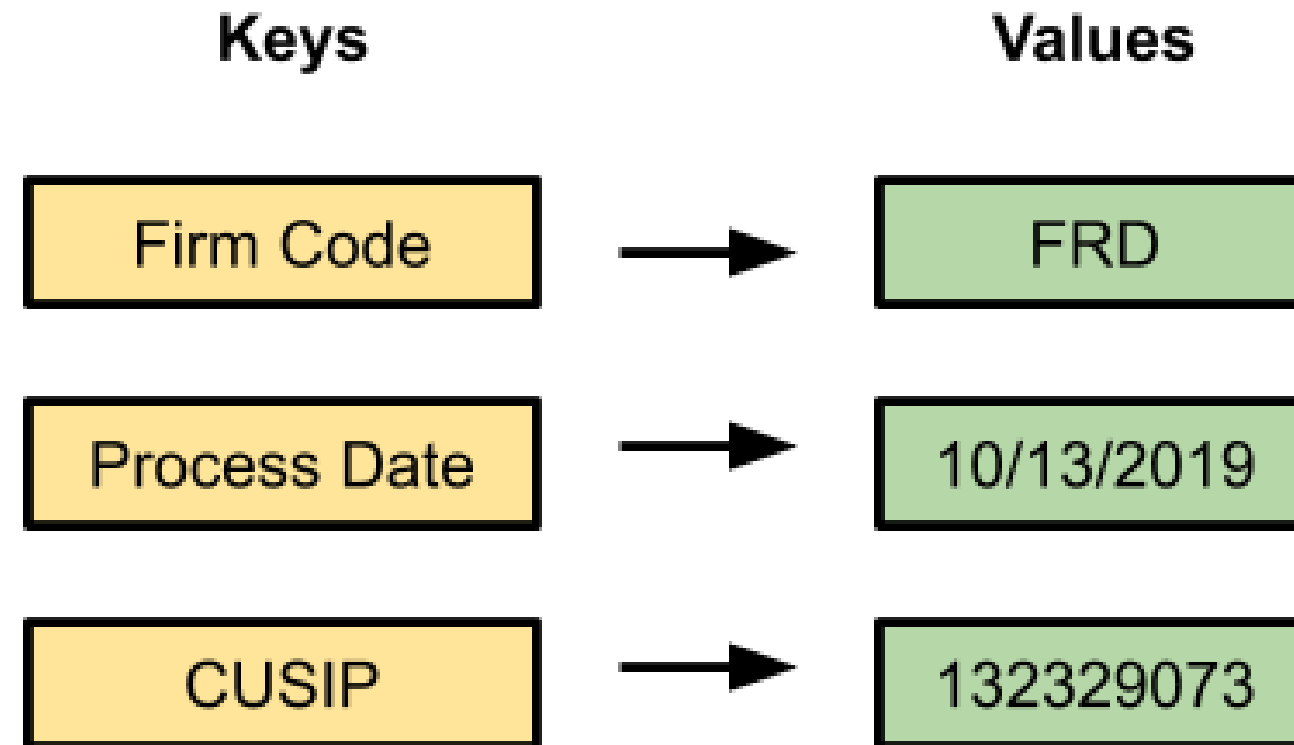 Keys Values
Firm Code FRD
Process Date 10/13/2019
CUSIP 132329073